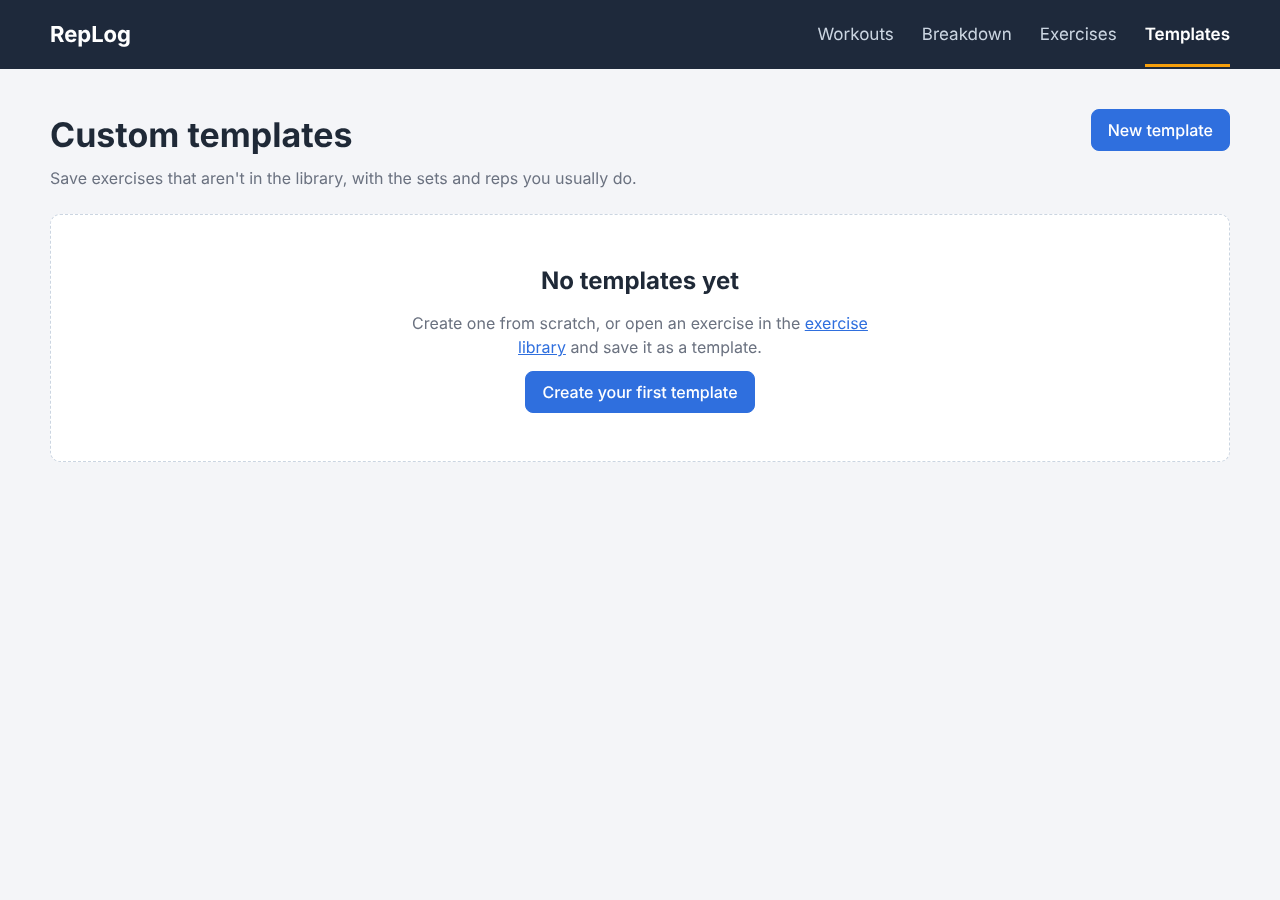 RepLog
Workouts
Breakdown
Exercises
Templates
Custom templates
New template
Save exercises that aren't in the library, with the sets and reps you usually do.
No templates yet
Create one from scratch, or open an exercise in the exercise
library and save it as a template.
Create your first template